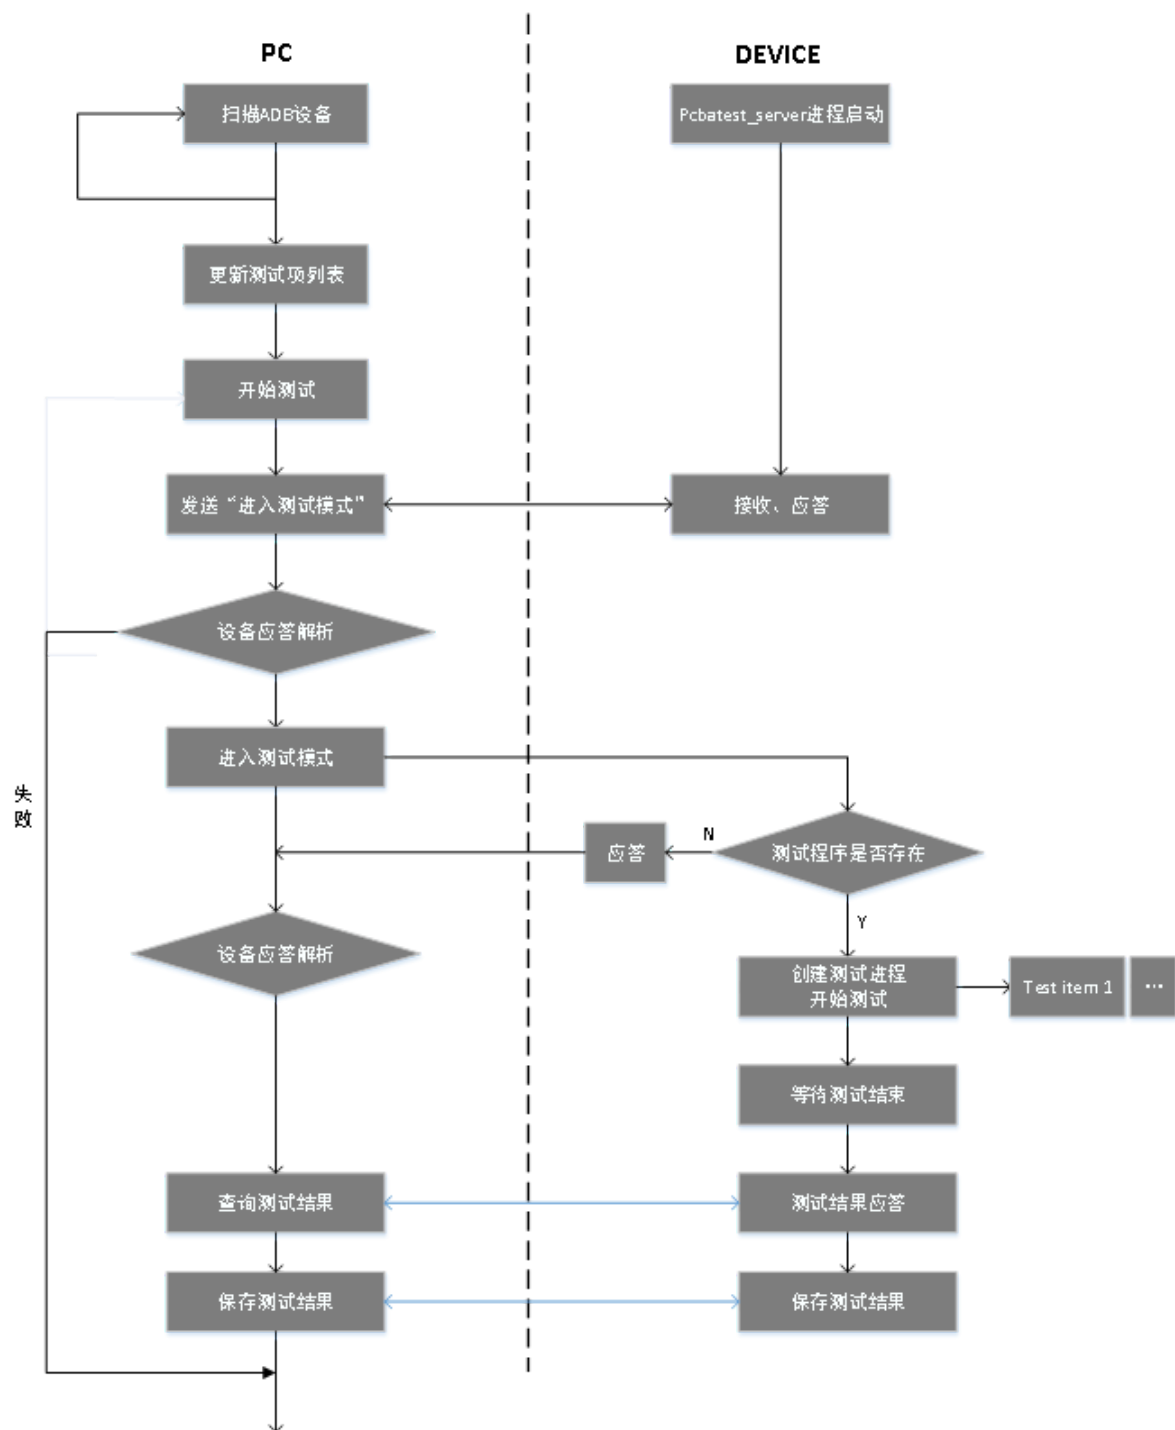 PC
DEVICE
扫描ADB设备
Pcbatest_server进程启动
更新测试项列表
开始测试
发送“进入测试模式”
接收、应答
设备应答解析
进入测试模式
失
败
应答
N
测试程序是否存在
Y
设备应答解析
创建测试进程
开始测试
Test item 1
...
等待测试结束
查询测试结果
测试结果应答
保存测试结果
保存测试结果